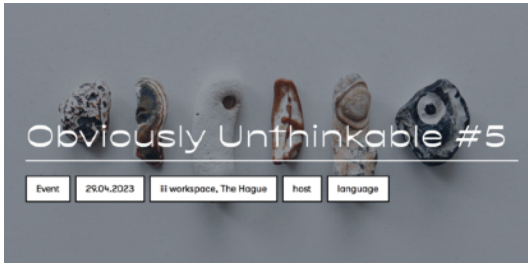 Obviously Unthinkable #5
Event 29.04.2023 iii workspace, The Hague host language